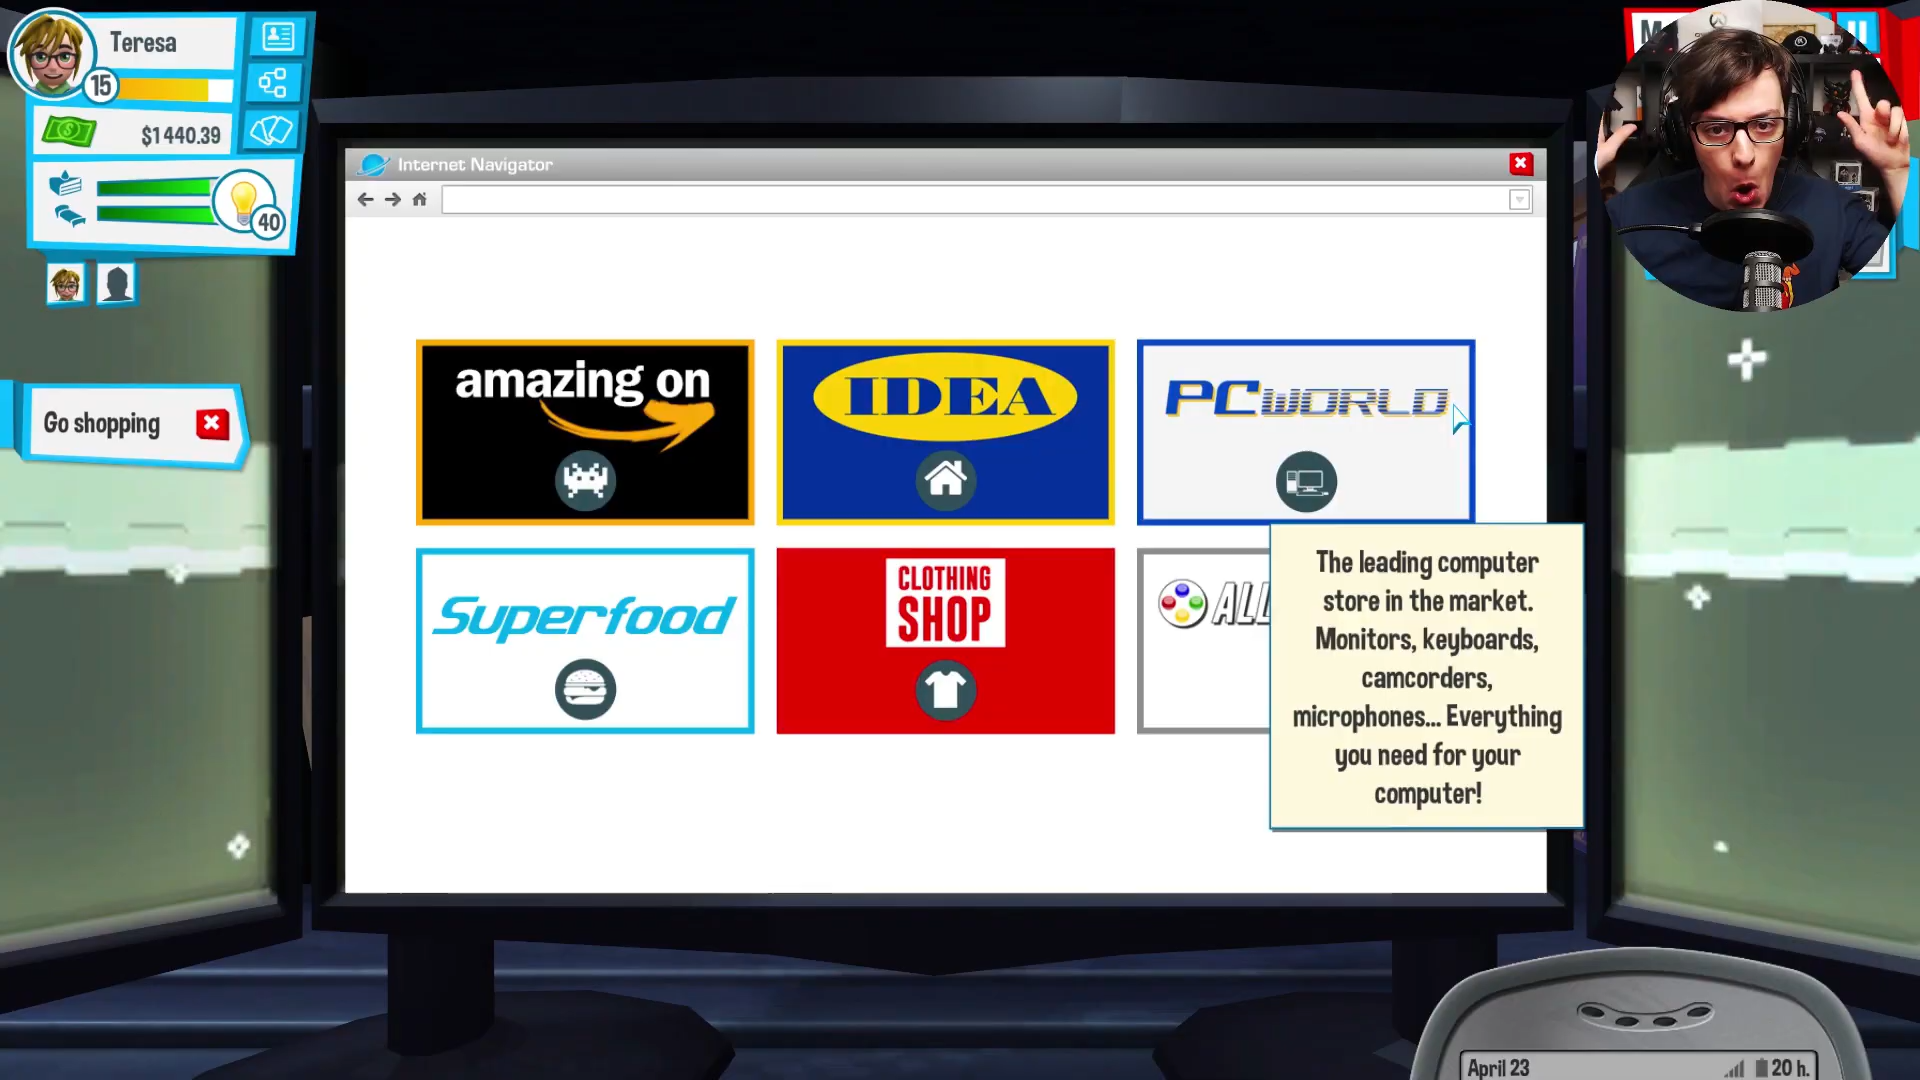 Teresa
15
$1440.39
40
Go shopping
Internet Navigator
amazing on
IDEA
PCWORLD
Superfood
CLOTHING
SHOP
ALL
The leading computer
store in the market.
Monitors, keyboards,
camcorders,
microphones... Everything
you need for your
computer!
April 23
20 h.